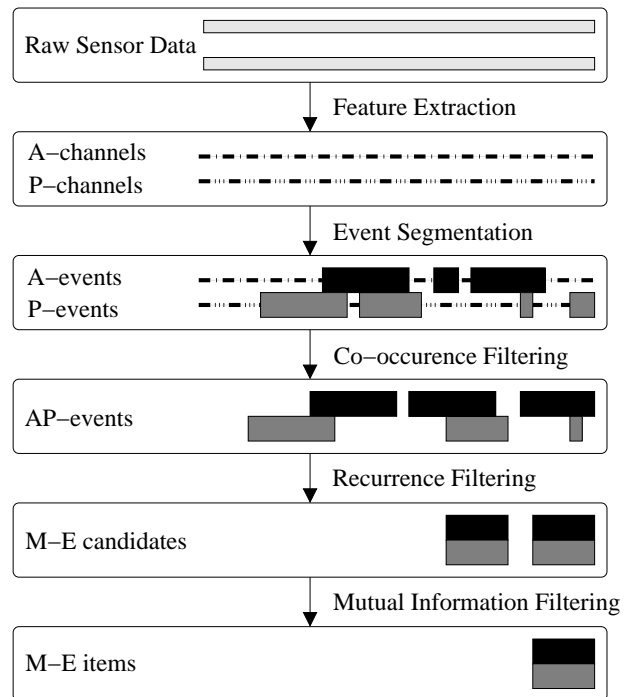 Raw Sensor Data
Feature Extraction
A−channels
P−channels
Event Segmentation
A−events
P−events
Co−occurence Filtering
AP−events
Recurrence Filtering
M−E candidates
Mutual Information Filtering
M−E items